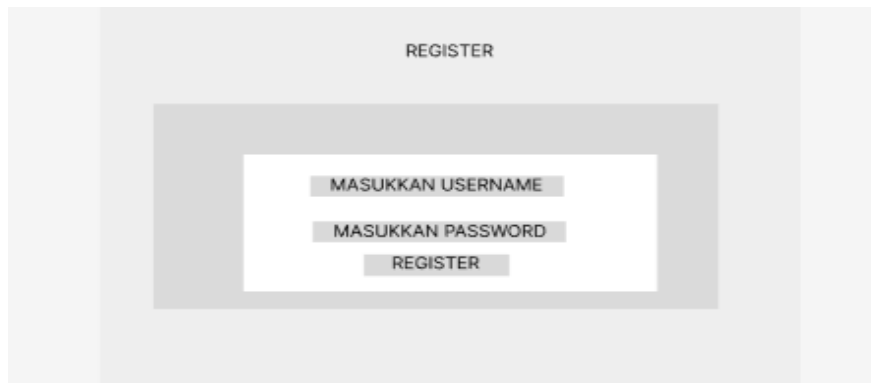 REGISTER
MASUKKAN USERNAME
MASUKKAN PASSWORD
REGISTER